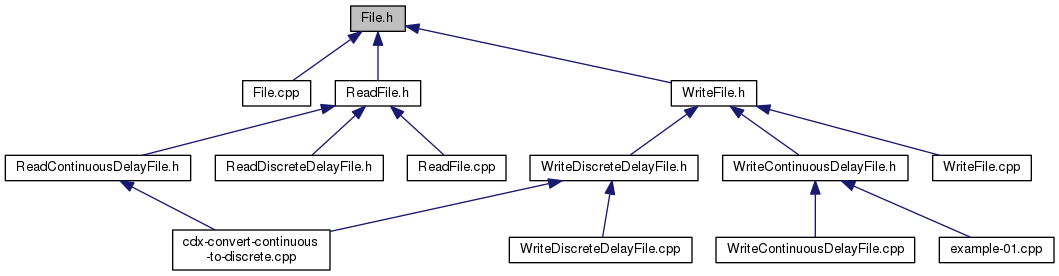 File.h
File.cpp
ReadFile.h
WriteFile.h
ReadContinuousDelayFile.h
ReadDiscreteDelayFile.h
ReadFile.cpp
WriteDiscreteDelayFile.h
WriteContinuousDelayFile.h
WriteFile.cpp
cdx-convert-continuous
-to-discrete.cpp
WriteDiscreteDelayFile.cpp
WriteContinuousDelayFile.cpp
example-01.cpp